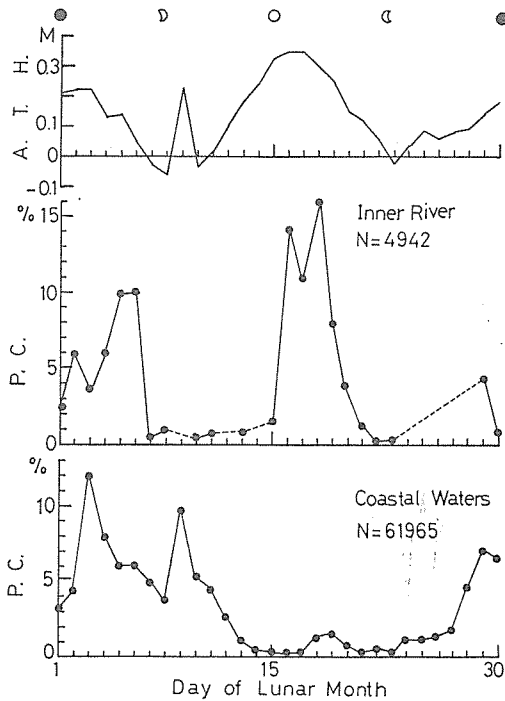 M
0.3
0.1
0
-0.1
A. T. H.
%
15
10
5
0
P. C.
Inner River
N=4942
%
10
5
0
P. C.
Coastal Waters
N=61965
1
15
30
Day of Lunar Month